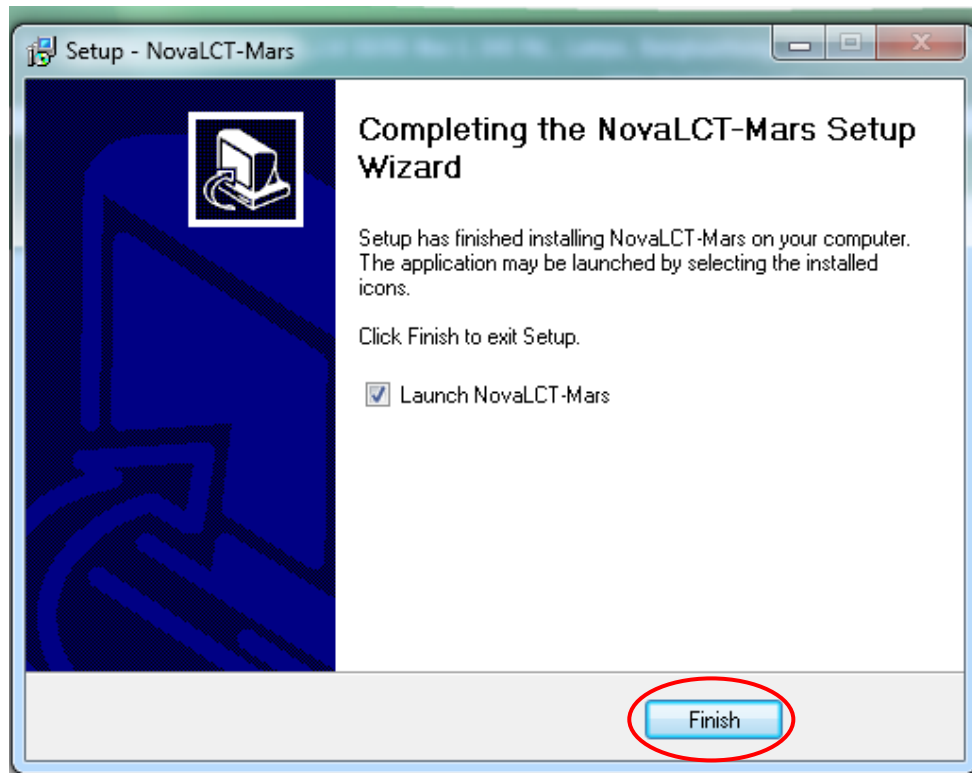 Setup - NovaLCT-Mars
Completing the NovaLCT-Mars Setup
Wizard
Setup has finished installing NovaLCT-Mars on your computer.
The application may be launched by selecting the installed
icons.
Click Finish to exit Setup.
Launch NovaLCT-Mars
Finish